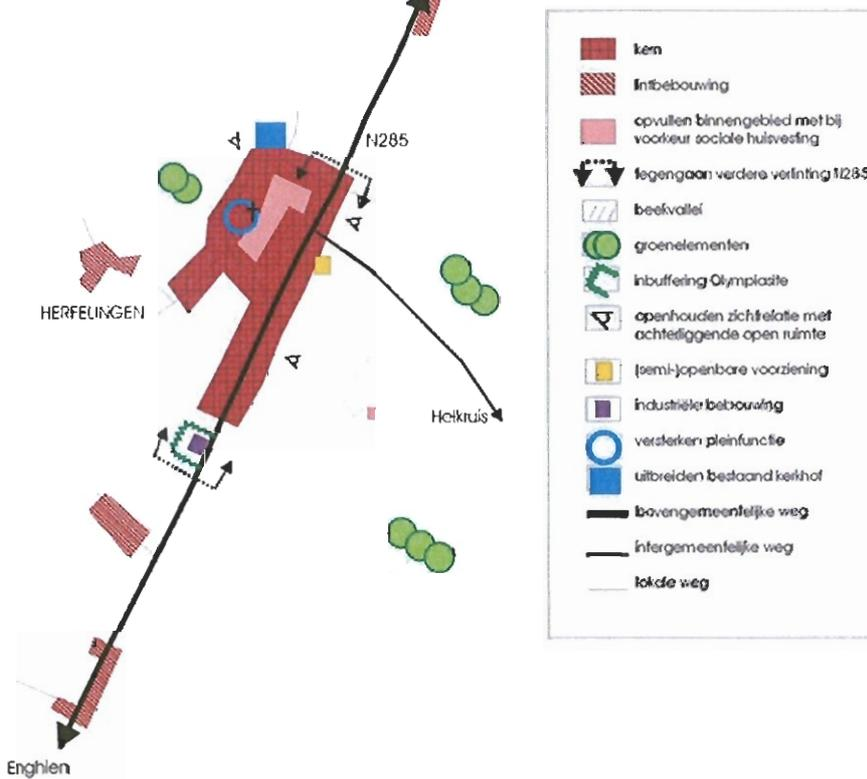 N285
HERFELINGEN
Heikruis
Enghien
kern
lintbebouwing
opvullen binnengebied met bij
voorkeur sociale huisvesting
tegengaan verdere verlinting N285
beekvallei
groenelementen
inbuffering Olympiasite
openhouden zichtrelatie met
achterliggende open ruimte
(semi-)openbare voorziening
industriële bebouwing
versterken pleinfunctie
uitbreiden bestaand kerkhof
bovengemeentelijke weg
intergemeentelijke weg
lokale weg